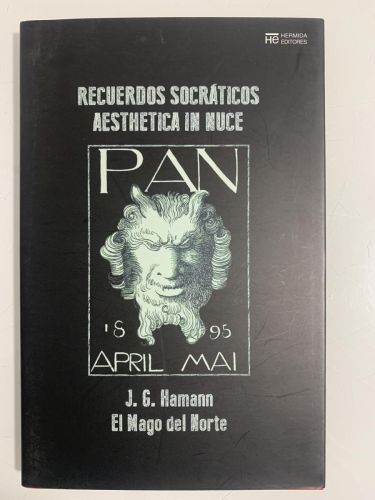 HE HERMIDA
EDITORES
RECUERDOS SOCRÁTICOS
AESTHETICA IN NUCE
PAN
18 95
APRIL MAI
J. G. Hamann
El Mago del Norte